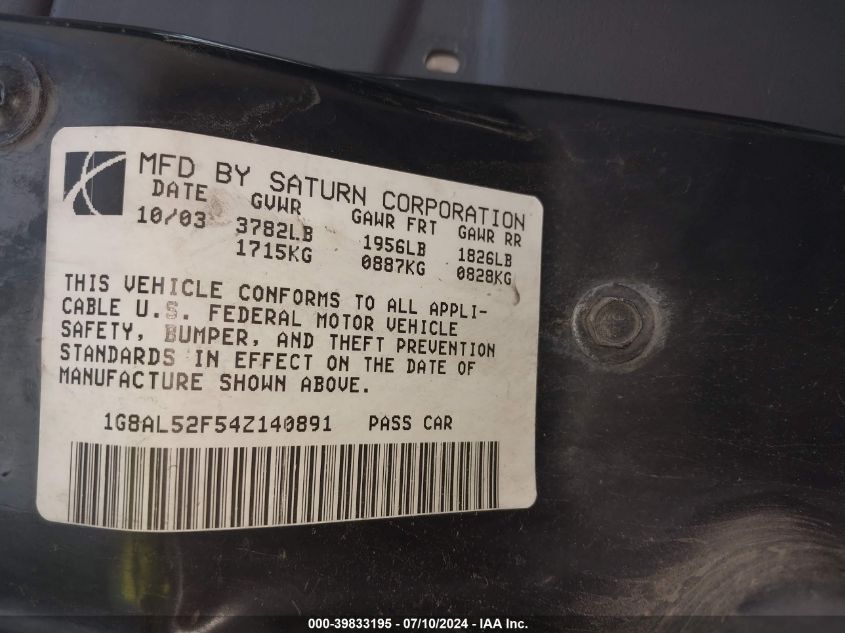 MFD BY SATURN CORPORATION
DATE GVWR GAWR FRT GAWR RR
10/03 3782LB 1956LB 1826LB
1715KG 0887KG 0828KG
THIS VEHICLE CONFORMS TO ALL APPLI-
CABLE U.S. FEDERAL MOTOR VEHICLE
SAFETY, BUMPER, AND THEFT PREVENTION
STANDARDS IN EFFECT ON THE DATE OF
MANUFACTURE SHOWN ABOVE.
1G8AL52F54Z140891 PASS CAR
000-39833195 - 07/10/2024 - IAA Inc.